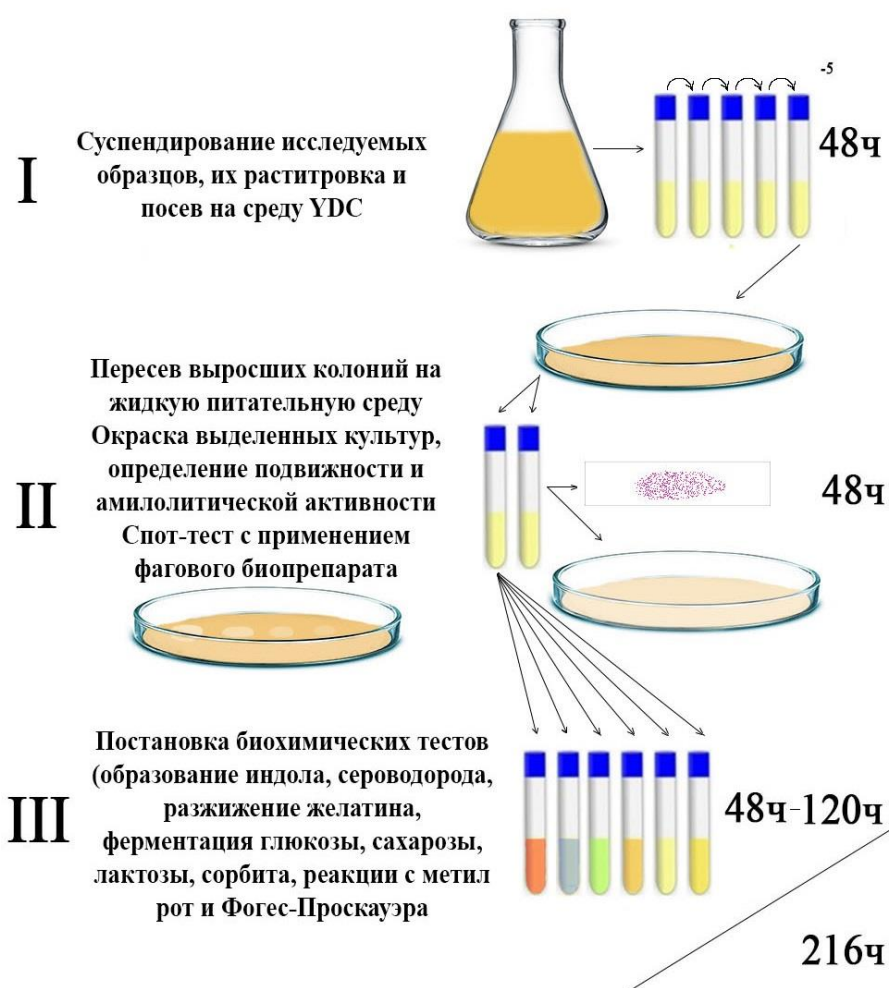 -5
I
Суспендирование исследуемых
образцов, их раститровка и
посев на среду YDC
48ч
II
Пересев выросших колоний на
жидкую питательную среду
Окраска выделенных культур,
определение подвижности и
амилолитической активности
Спот-тест с применением
фагового биопрепарата
48ч
III
Постановка биохимических тестов
(образование индола, сероводорода,
разжижение желатина,
ферментация глюкозы, сахарозы,
лактозы, сорбита, реакции с метил
рот и Фогес-Проскауэра
48ч-120ч
216ч